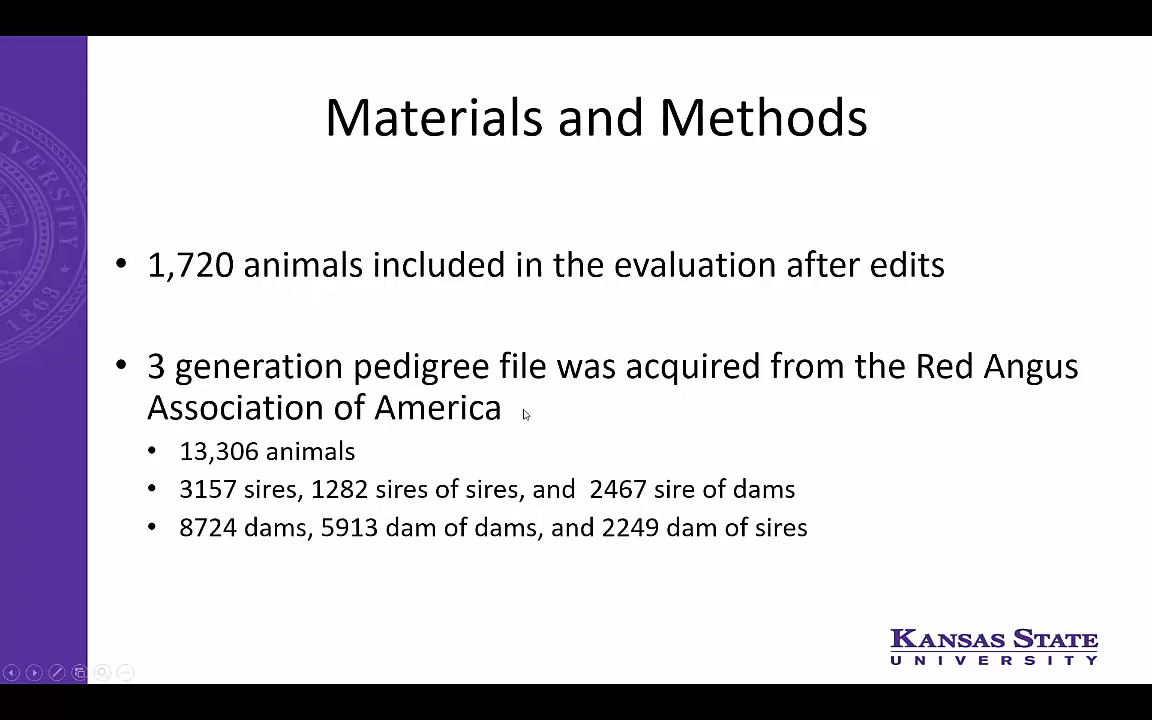 Materials and Methods
• 1,720 animals included in the evaluation after edits
• 3 generation pedigree file was acquired from the Red Angus
Association of America
• 13,306 animals
• 3157 sires, 1282 sires of sires, and  2467 sire of dams
• 8724 dams, 5913 dam of dams, and 2249 dam of sires
KANSAS STATE
UNIVERSITY
VERSITY
1863